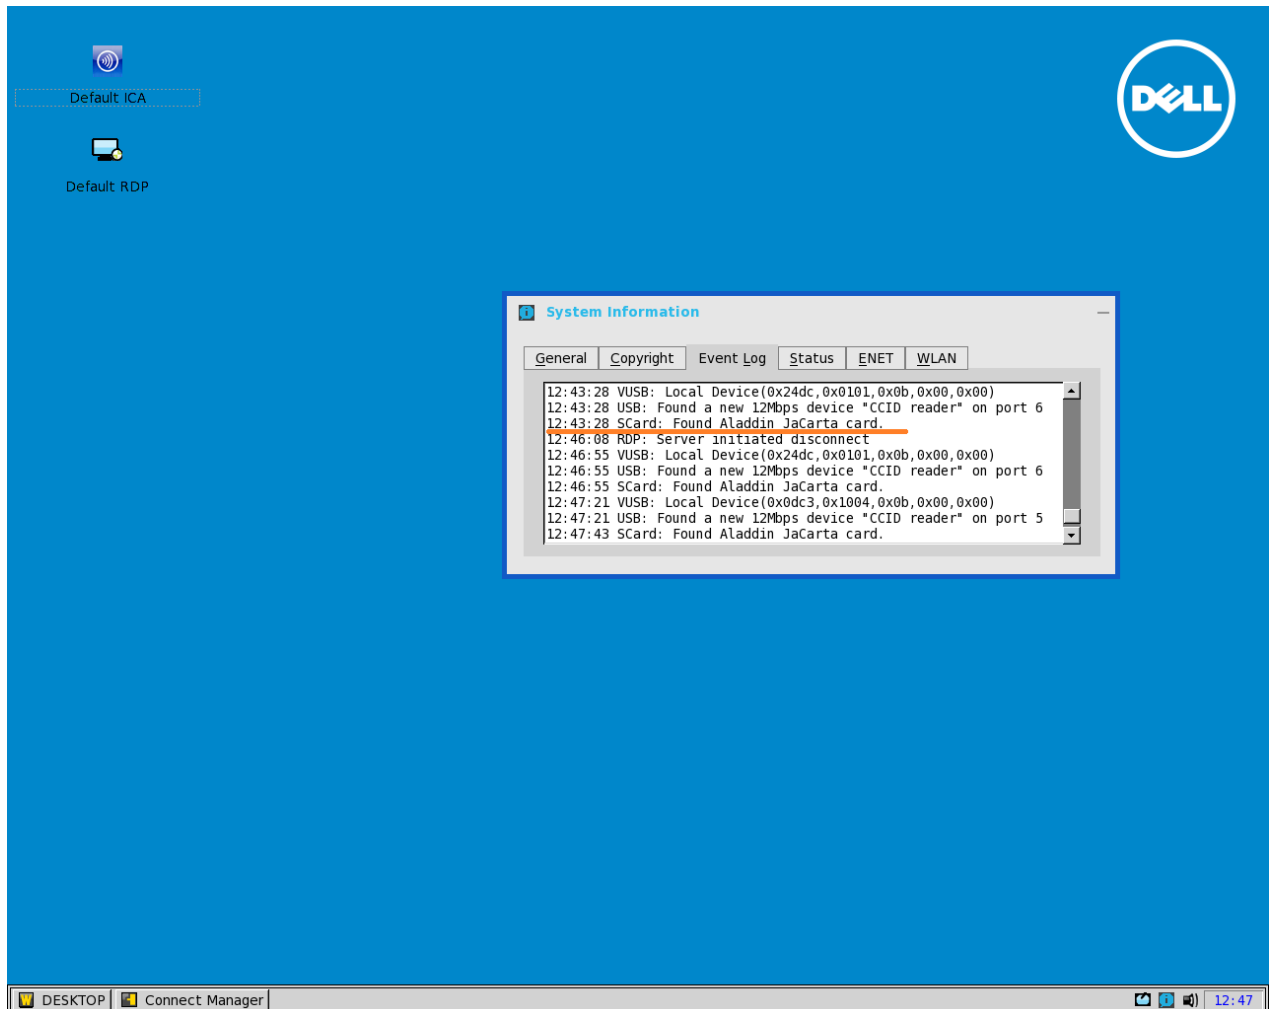 Default ICA
Default RDP
DELL
System Information
General Copyright Event Log Status ENET WLAN
12:43:28 VUSB: Local Device(0x24dc,0x0101,0x0b,0x00,0x00)
12:43:28 USB: Found a new 12Mbps device "CCID reader" on port 6
12:43:28 SCard: Found Aladdin JaCarta card.
12:46:08 RDP: Server initiated disconnect
12:46:55 VUSB: Local Device(0x24dc,0x0101,0x0b,0x00,0x00)
12:46:55 USB: Found a new 12Mbps device "CCID reader" on port 6
12:46:55 SCard: Found Aladdin JaCarta card.
12:47:21 VUSB: Local Device(0x0dc3,0x1004,0x0b,0x00,0x00)
12:47:21 USB: Found a new 12Mbps device "CCID reader" on port 5
12:47:43 SCard: Found Aladdin JaCarta card.
DESKTOP Connect Manager 12:47